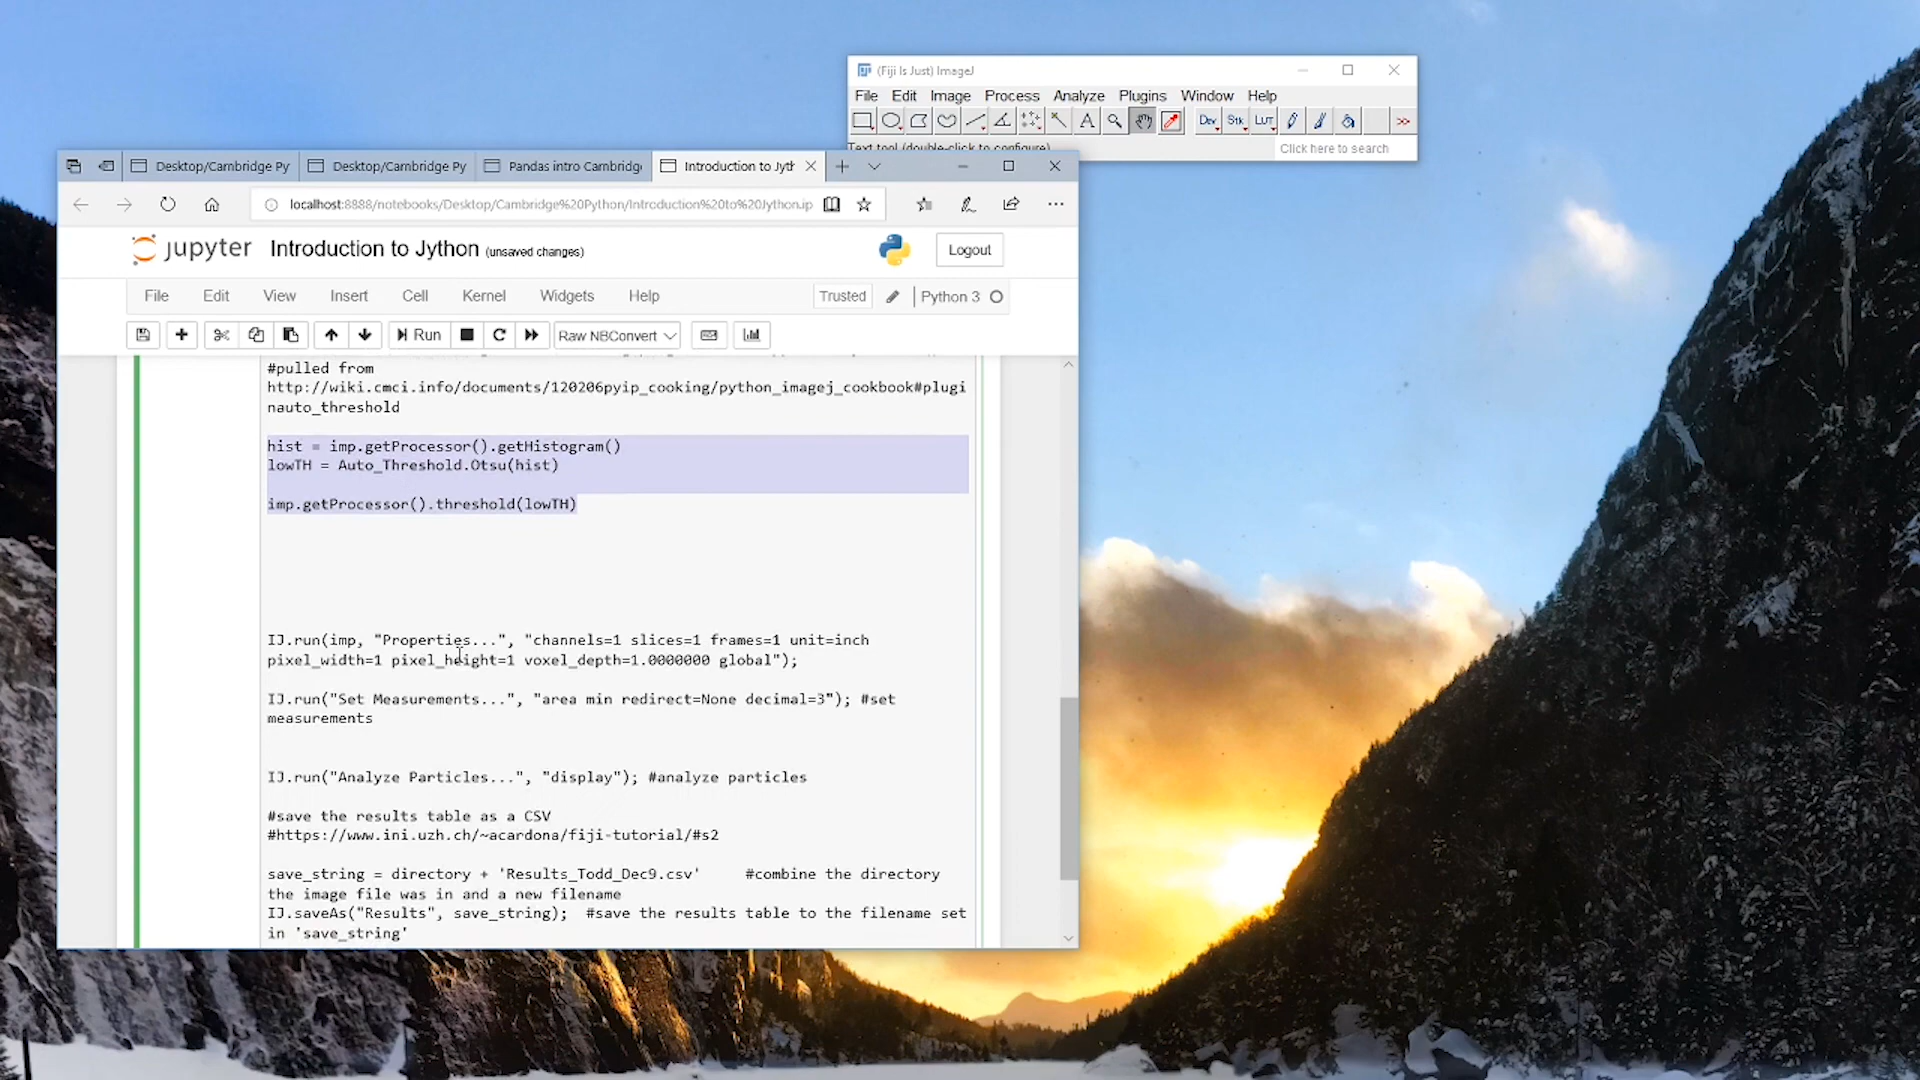 (Fiji Is Just) ImageJ
File Edit Image Process Analyze Plugins Window Help
Dev Stk LUT >>
Text tool (double-click to configure)
Click here to search
Desktop/Cambridge Py Desktop/Cambridge Py Pandas intro Cambridge Introduction to Jyth
localhost:8888/notebooks/Desktop/Cambridge%20Python/Introduction%20to%20Jython.ip
jupyter Introduction to Jython (unsaved changes) Logout
File Edit View Insert Cell Kernel Widgets Help Trusted Python 3
Run Raw NBConvert
#pulled from
http://wiki.cmci.info/documents/120206pyip_cooking/python_imagej_cookbook#plugi
nauto_threshold
hist = imp.getProcessor().getHistogram()
lowTH = Auto_Threshold.Otsu(hist)
imp.getProcessor().threshold(lowTH)
IJ.run(imp, "Properties...", "channels=1 slices=1 frames=1 unit=inch
pixel_width=1 pixel_height=1 voxel_depth=1.0000000 global");
IJ.run("Set Measurements...", "area min redirect=None decimal=3"); #set
measurements
IJ.run("Analyze Particles...", "display"); #analyze particles
#save the results table as a CSV
#https://www.ini.uzh.ch/~acardona/fiji-tutorial/#s2
save_string = directory + 'Results_Todd_Dec9.csv' #combine the directory
the image file was in and a new filename
IJ.saveAs("Results", save_string); #save the results table to the filename set
in 'save_string'